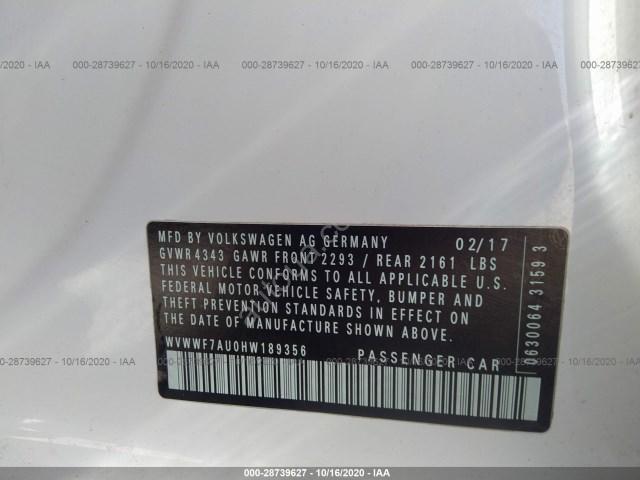 000-28739627 - 10/16/2020 - IAA
MFD BY VOLKSWAGEN AG GERMANY 02/17
GVWR 4343 GAWR FRONT 2293 / REAR 2161 LBS
THIS VEHICLE CONFORMS TO ALL APPLICABLE U.S.
FEDERAL MOTOR VEHICLE SAFETY, BUMPER AND
THEFT PREVENTION STANDARDS IN EFFECT ON
THE DATE OF MANUFACTURE SHOWN ABOVE.
WVWWF7AU0HW189356 PASSENGER CAR
0630064 3159 3
000-28739627 - 10/16/2020 - IAA